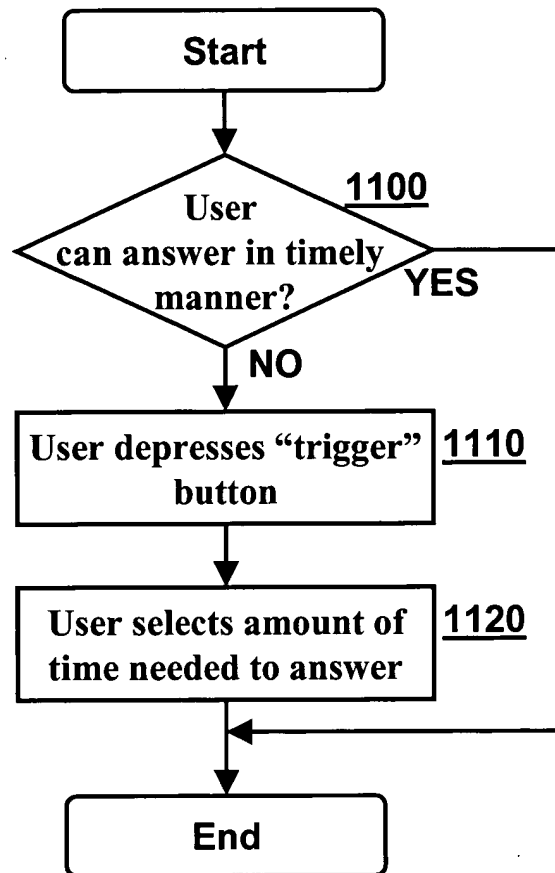 Start
1100
User
can answer in timely
manner?
YES
NO
User depresses “trigger”
button
1110
User selects amount of
time needed to answer
1120
End